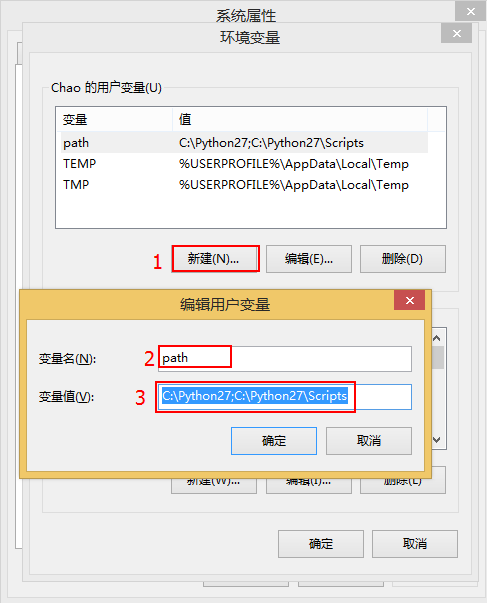 系统属性
环境变量
Chao 的用户变量(U)
变量 值
path C:\Python27;C:\Python27\Scripts
TEMP %USERPROFILE%\AppData\Local\Temp
TMP %USERPROFILE%\AppData\Local\Temp
1 新建(N)... 编辑(E)... 删除(D)
编辑用户变量
变量名(N): 2 path
变量值(V): 3 C:\Python27;C:\Python27\Scripts
确定 取消
新建(W)... 编辑(I)... 删除(L)
确定 取消